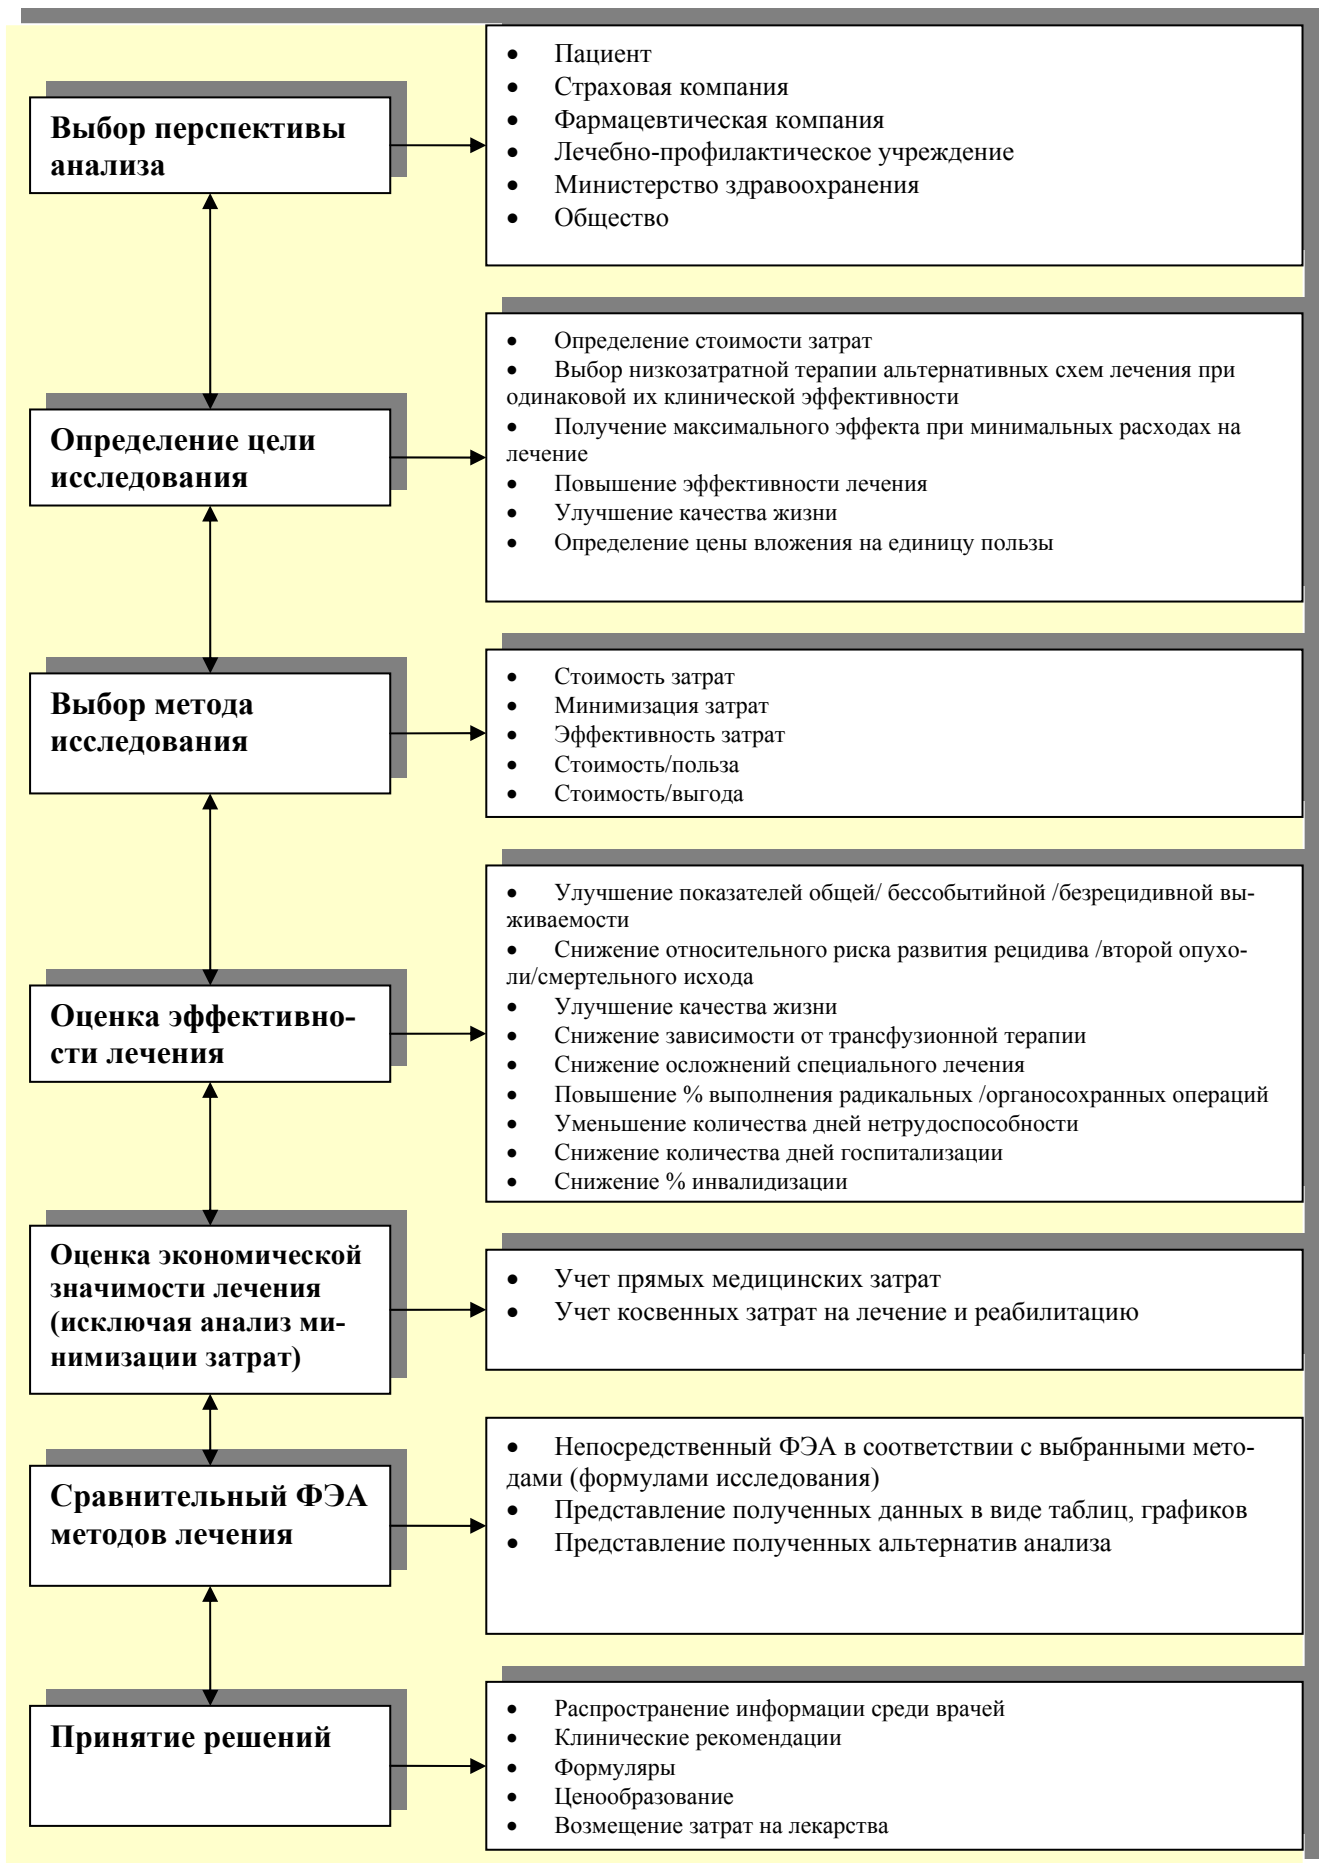 Выбор перспективы
анализа
• Пациент
• Страховая компания
• Фармацевтическая компания
• Лечебно-профилактическое учреждение
• Министерство здравоохранения
• Общество
Определение цели
исследования
• Определение стоимости затрат
• Выбор низкозатратной терапии альтернативных схем лечения при
одинаковой их клинической эффективности
• Получение максимального эффекта при минимальных расходах на
лечение
• Повышение эффективности лечения
• Улучшение качества жизни
• Определение цены вложения на единицу пользы
Выбор метода
исследования
• Стоимость затрат
• Минимизация затрат
• Эффективность затрат
• Стоимость/польза
• Стоимость/выгода
Оценка эффективно-
сти лечения
• Улучшение показателей общей/ бессобытийной /безрецидивной вы-
живаемости
• Снижение относительного риска развития рецидива /второй опухо-
ли/смертельного исхода
• Улучшение качества жизни
• Снижение зависимости от трансфузионной терапии
• Снижение осложнений специального лечения
• Повышение % выполнения радикальных /органосохранных операций
• Уменьшение количества дней нетрудоспособности
• Снижение количества дней госпитализации
• Снижение % инвалидизации
Оценка экономической
значимости лечения
(исключая анализ ми-
нимизации затрат)
• Учет прямых медицинских затрат
• Учет косвенных затрат на лечение и реабилитацию
Сравнительный ФЭА
методов лечения
• Непосредственный ФЭА в соответствии с выбранными мето-
дами (формулами исследования)
• Представление полученных данных в виде таблиц, графиков
• Представление полученных альтернатив анализа
Принятие решений
• Распространение информации среди врачей
• Клинические рекомендации
• Формуляры
• Ценообразование
• Возмещение затрат на лекарства